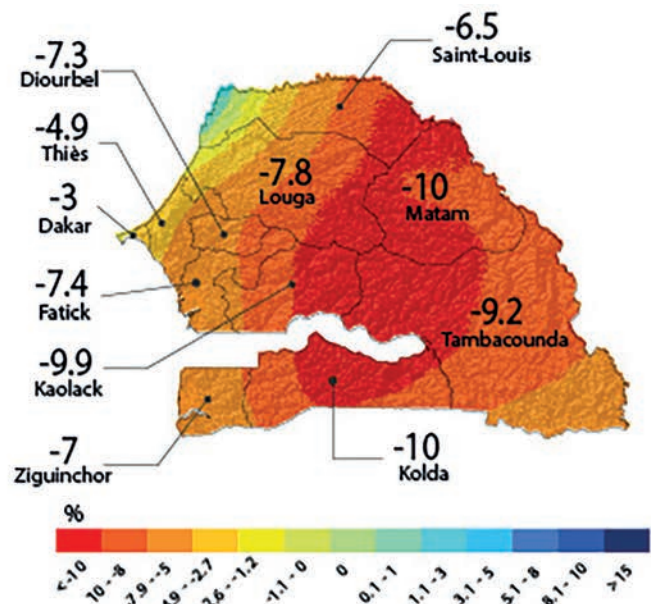 -6.5
Saint-Louis
-7.3
Diourbel
-4.9
Thiès
-7.8
Louga
-10
Matam
-3
Dakar
-7.4
Fatick
-9.2
Tambacounda
-9.9
Kaolack
-7
Ziguinchor
-10
Kolda
%
<-10
10 - -8
-7.9 - -5
4.9 - -2.7
2.6 - -1.2
-1.1 - 0
0
0.1 - 1
1.1 - 3
3.1 - 5
5.1 - 8
8.1 - 10
>15